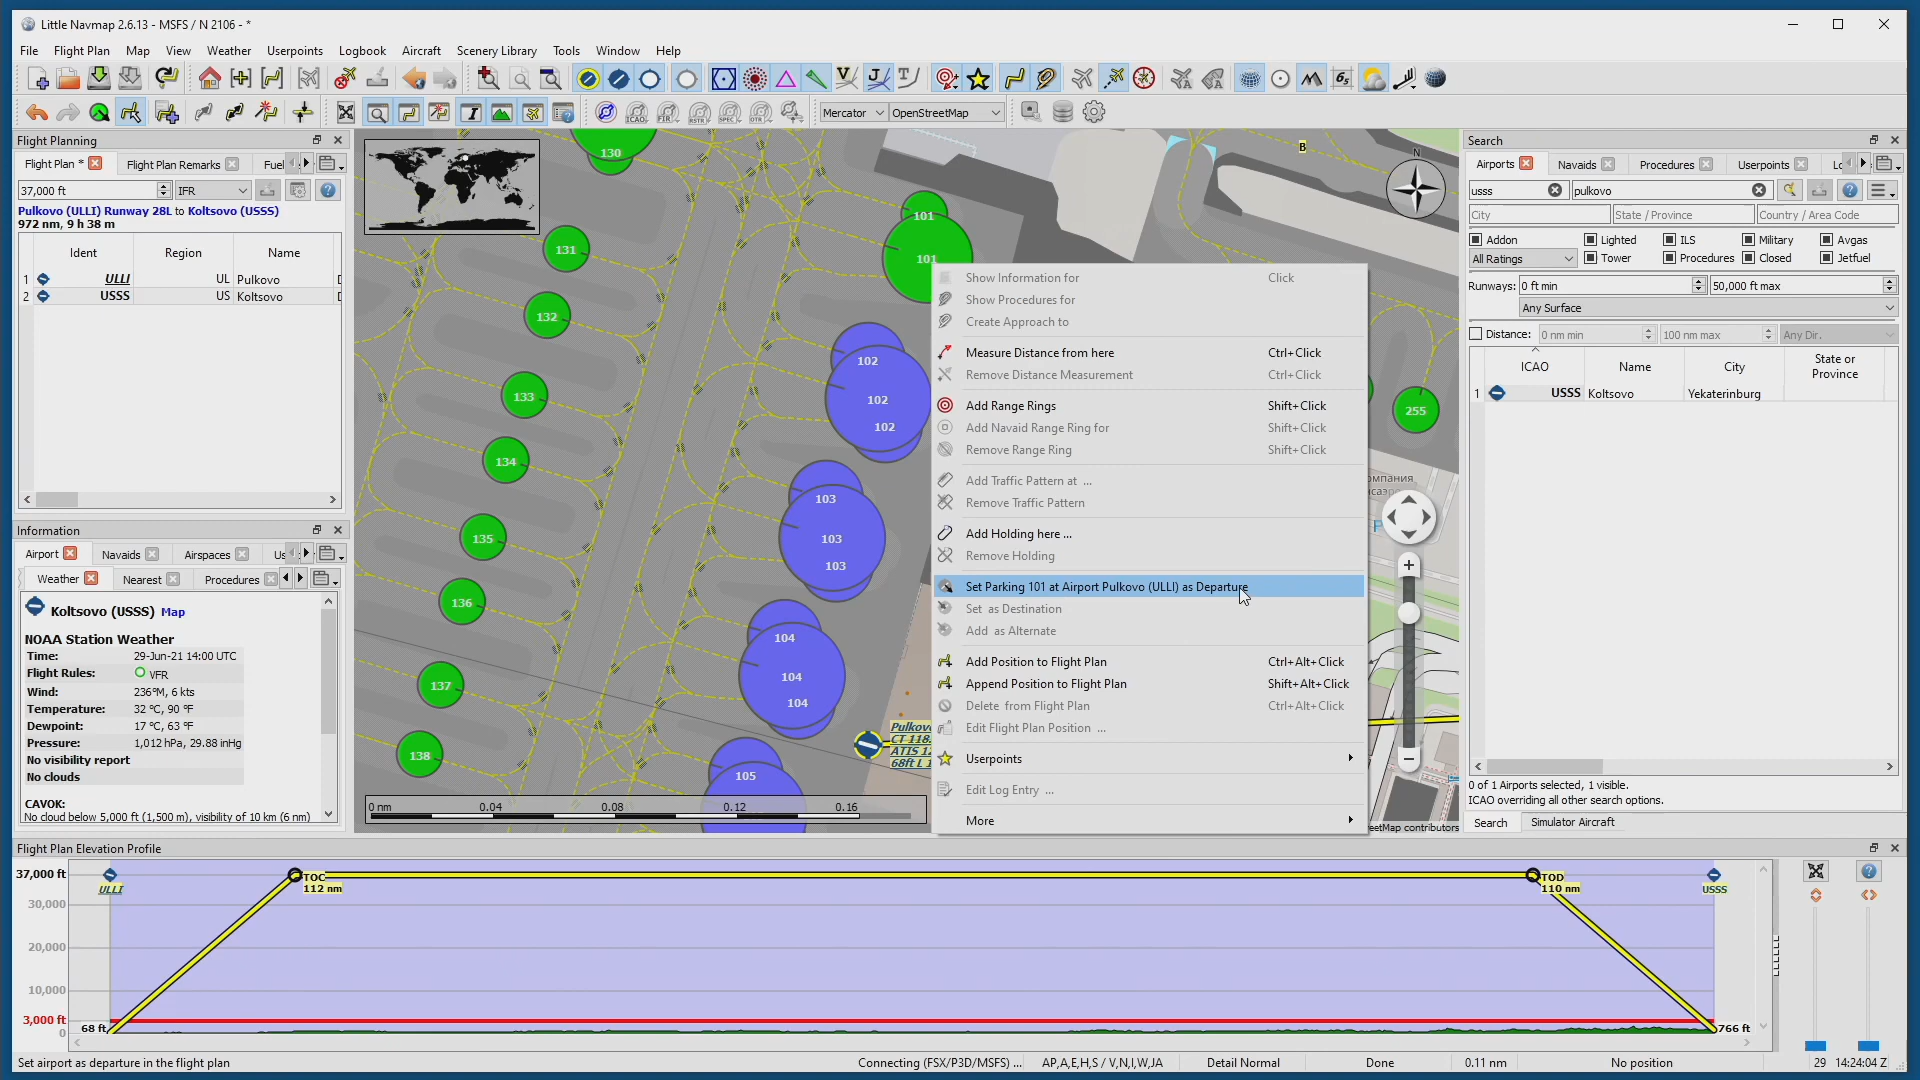 Little Navmap 2.6.13 - MSFS / N 2106 - *
File Flight Plan Map View Weather Userpoints Logbook Aircraft Scenery Library Tools Window Help
Mercator OpenStreetMap
Flight Planning
Flight Plan * Flight Plan Remarks Fuel
37,000 ft IFR
Pulkovo (ULLI) Runway 28L to Koltsovo (USSS)
972 nm, 9 h 38 m
Ident Region Name
1 ULLI UL Pulkovo
2 USSS US Koltsovo
Information
Airport Navaids Airspaces
Weather Nearest Procedures
Koltsovo (USSS) Map
NOAA Station Weather
Time: 29-Jun-21 14:00 UTC
Flight Rules: VFR
Wind: 236°M, 6 kts
Temperature: 32 °C, 90 °F
Dewpoint: 17 °C, 63 °F
Pressure: 1,012 hPa, 29.88 inHg
No visibility report
No clouds
CAVOK:
No cloud below 5,000 ft (1,500 m), visibility of 10 km (6 nm)
130
131
132
133
134
135
136
137
138
101
101
102
102
102
103
103
103
104
104
104
105
255
B
N
Pulkovo
CT 118.
ATIS 12
68ft L 1
0 nm 0.04 0.08 0.12 0.16
Show Information for Click
Show Procedures for
Create Approach to
Measure Distance from here Ctrl+Click
Remove Distance Measurement Ctrl+Click
Add Range Rings Shift+Click
Add Navaid Range Ring for Shift+Click
Remove Range Ring Shift+Click
Add Traffic Pattern at ...
Remove Traffic Pattern
Add Holding here ...
Remove Holding
Set Parking 101 at Airport Pulkovo (ULLI) as Departure
Set as Destination
Add as Alternate
Add Position to Flight Plan Ctrl+Alt+Click
Append Position to Flight Plan Shift+Alt+Click
Delete from Flight Plan Ctrl+Alt+Click
Edit Flight Plan Position ...
Userpoints
Edit Log Entry ...
More
омпания
P
eetMap contributors
Search
Airports Navaids Procedures Userpoints
usss pulkovo
City State / Province Country / Area Code
Addon Lighted ILS Military Avgas
All Ratings Tower Procedures Closed Jetfuel
Runways: 0 ft min 50,000 ft max
Any Surface
Distance: 0 nm min 100 nm max Any Dir.
ICAO Name City State or Province
1 USSS Koltsovo Yekaterinburg
0 of 1 Airports selected, 1 visible.
ICAO overriding all other search options.
Search Simulator Aircraft
Flight Plan Elevation Profile
37,000 ft
30,000
20,000
10,000
3,000 ft
0
68 ft
ULLI
TOC
112 nm
TOD
110 nm
USSS
766 ft
Set airport as departure in the flight plan Connecting (FSX/P3D/MSFS) ... AP,A,E,H,S / V,N,I,W,JA Detail Normal Done 0.11 nm No position 29 14:24:04 Z